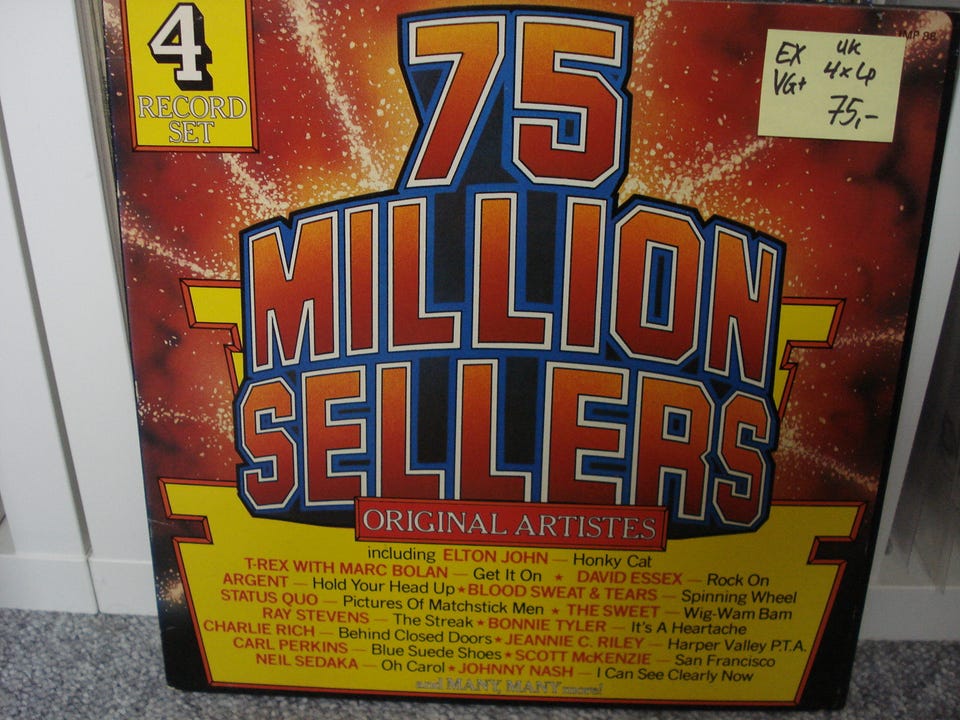 4
RECORD
SET
IMP 86
EX UK
VG+ 4xLp
75,-
75
MILLION
SELLERS
ORIGINAL ARTISTES
including ELTON JOHN — Honky Cat
T-REX WITH MARC BOLAN — Get It On ★ DAVID ESSEX — Rock On
ARGENT — Hold Your Head Up ★ BLOOD SWEAT & TEARS — Spinning Wheel
STATUS QUO — Pictures Of Matchstick Men ★ THE SWEET — Wig-Wam Bam
RAY STEVENS — The Streak ★ BONNIE TYLER — It's A Heartache
CHARLIE RICH — Behind Closed Doors ★ JEANNIE C. RILEY — Harper Valley P.T.A.
CARL PERKINS — Blue Suede Shoes ★ SCOTT McKENZIE — San Francisco
NEIL SEDAKA — Oh Carol ★ JOHNNY NASH — I Can See Clearly Now
and MANY, MANY more!